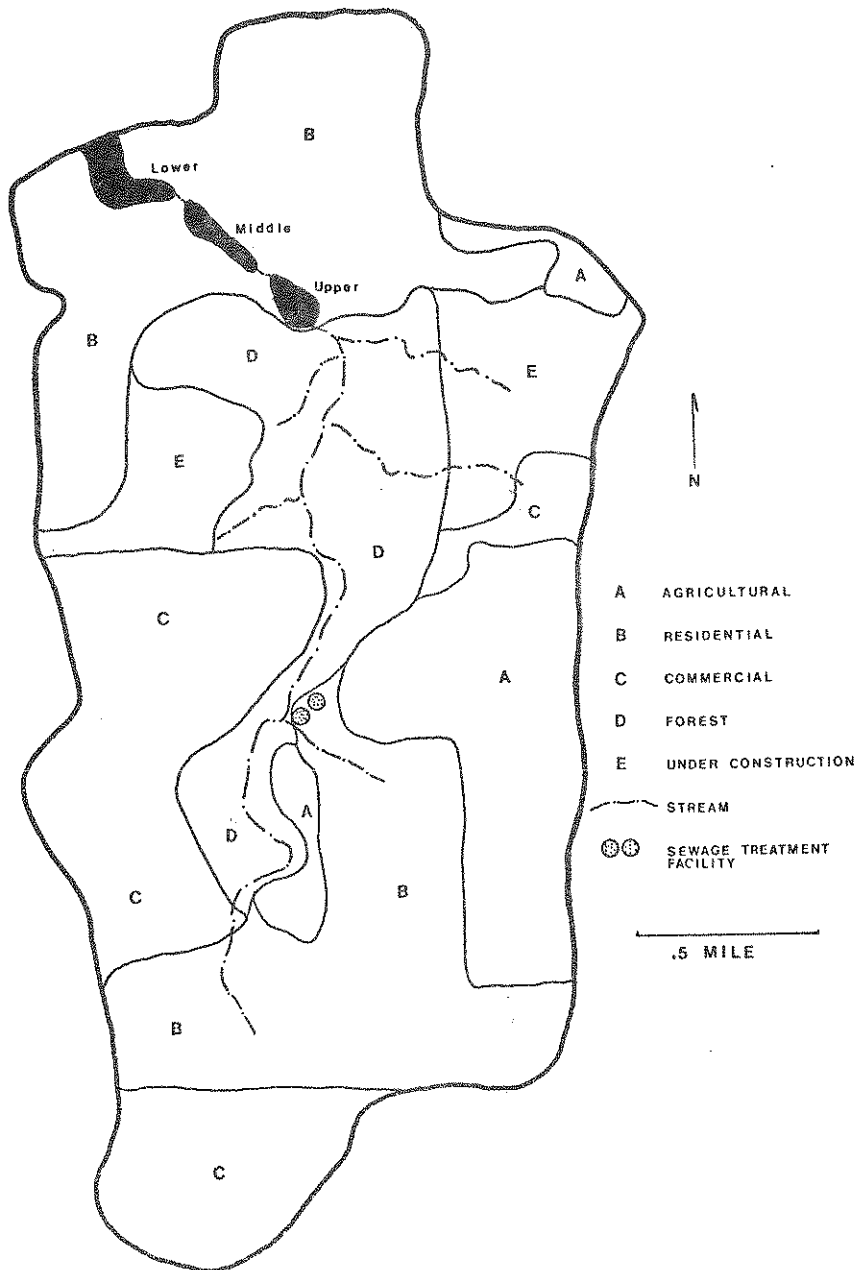 B
Lower
Middle
A
Upper
B
D
E
E
N
C
D
C
A AGRICULTURAL
B RESIDENTIAL
A
C COMMERCIAL
D FOREST
E UNDER CONSTRUCTION
STREAM
A
D
SEWAGE TREATMENT
FACILITY
C
B
.5 MILE
B
C